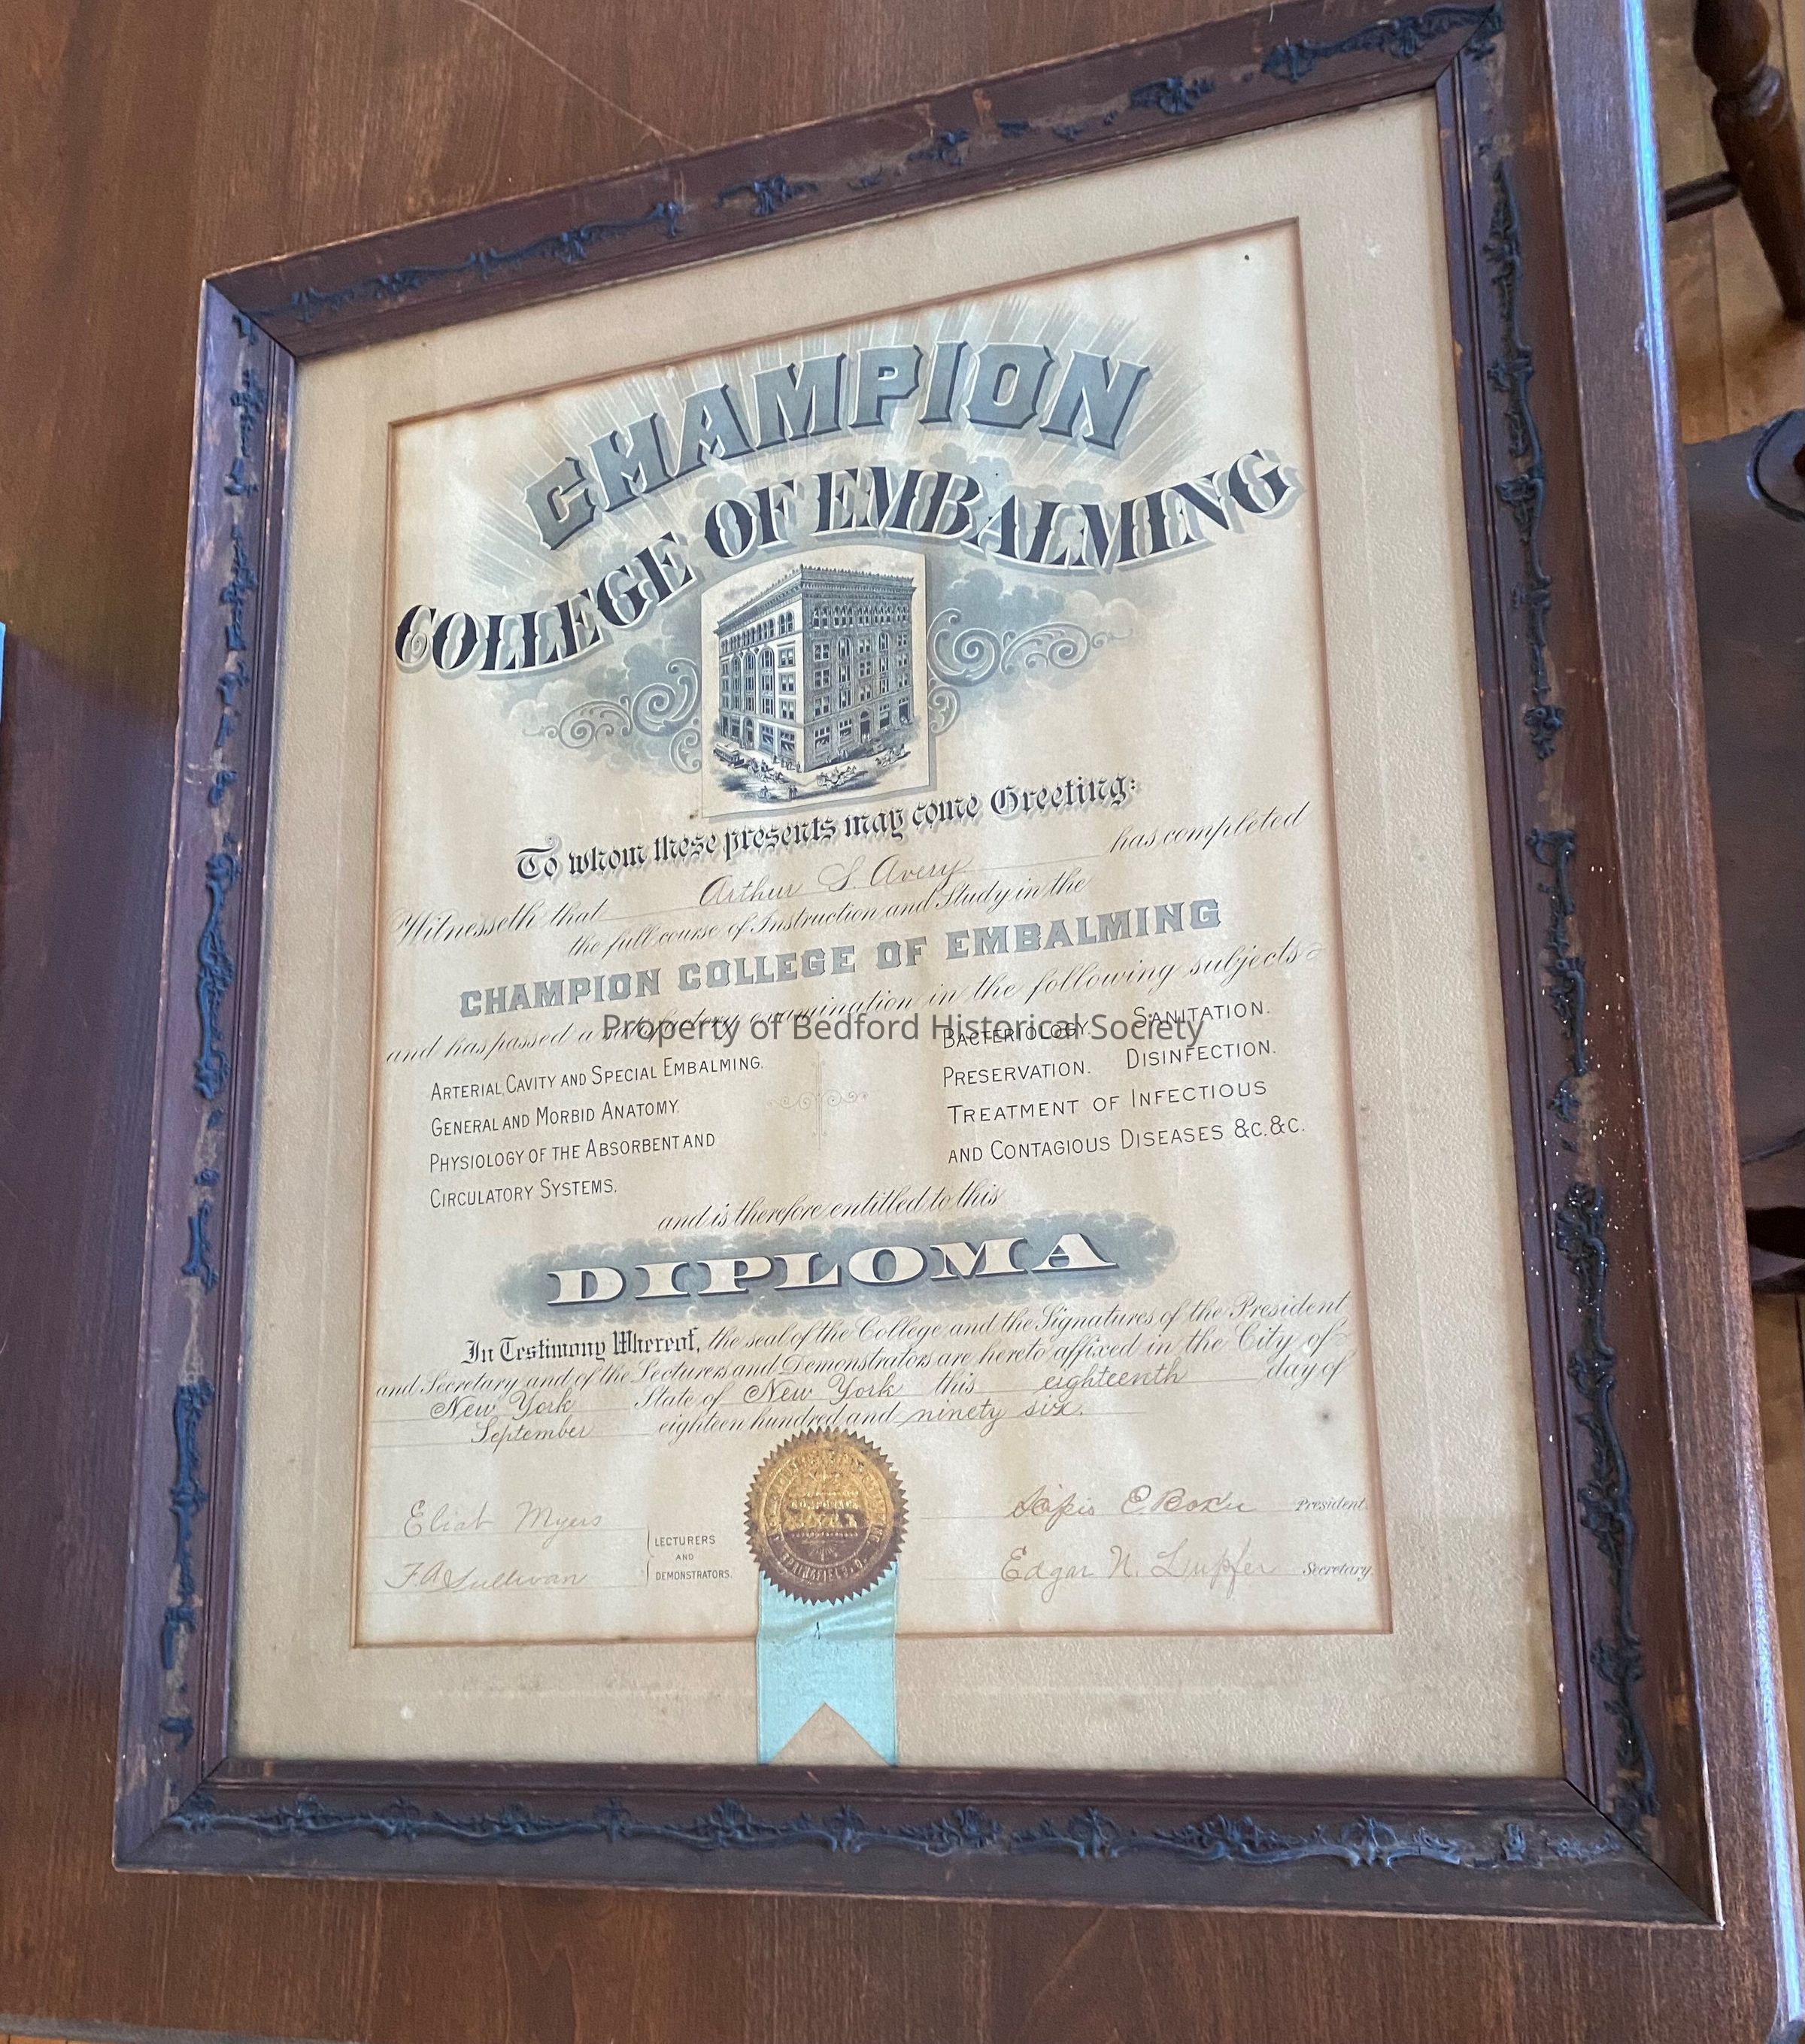 CHAMPION
COLLEGE OF EMBALMING
To whom these presents may come Greeting:
Witnesseth that Arthur S. Avery has completed
the full course of Instruction and Study in the
CHAMPION COLLEGE OF EMBALMING
and has passed a satisfactory examination in the following subjects
Property of Bedford Historical Society
ARTERIAL, CAVITY AND SPECIAL EMBALMING.
GENERAL AND MORBID ANATOMY.
PHYSIOLOGY OF THE ABSORBENT AND
CIRCULATORY SYSTEMS.
BACTERIOLOGY. SANITATION.
PRESERVATION. DISINFECTION.
TREATMENT OF INFECTIOUS
AND CONTAGIOUS DISEASES &C.&C.
and is therefore entitled to this
DIPLOMA
In Testimony Whereof, the seal of the College and the Signatures of the President
and Secretary and of the Lecturers and Demonstrators are hereto affixed in the City of
New York State of New York this eighteenth day of
September eighteen hundred and ninety six.
Eliab Myers
F.A. Sullivan
LECTURERS
AND
DEMONSTRATORS.
SPRINGFIELD, O.
President
Edgar N. Lupfer Secretary